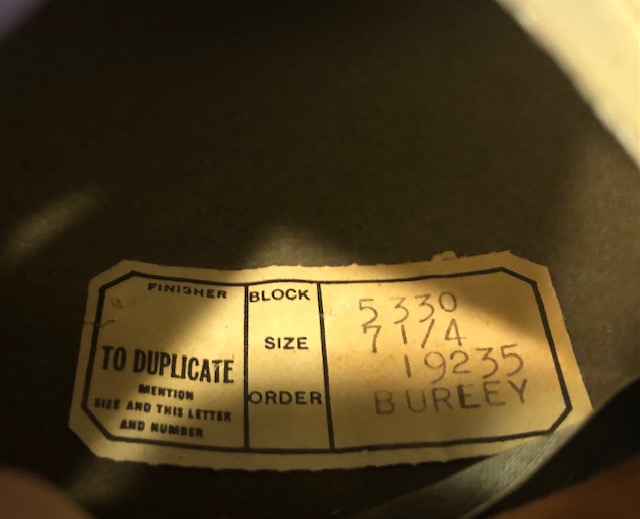 FINISHER
TO DUPLICATE
MENTION
SIZE AND THIS LETTER
AND NUMBER
BLOCK
SIZE
ORDER
5330
7 1/4
19235
BUREEY